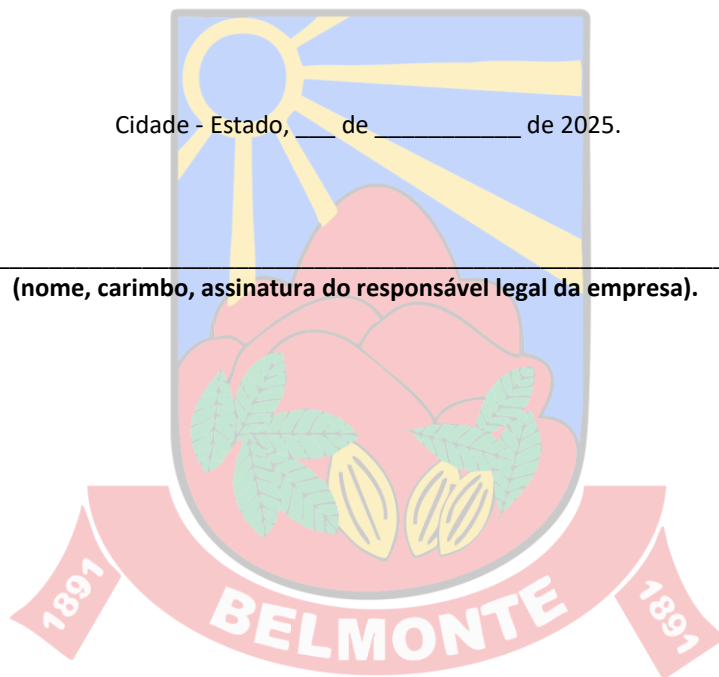 Cidade - Estado, ___ de ___________ de 2025.
(nome, carimbo, assinatura do responsável legal da empresa).
1891
BELMONTE
1891